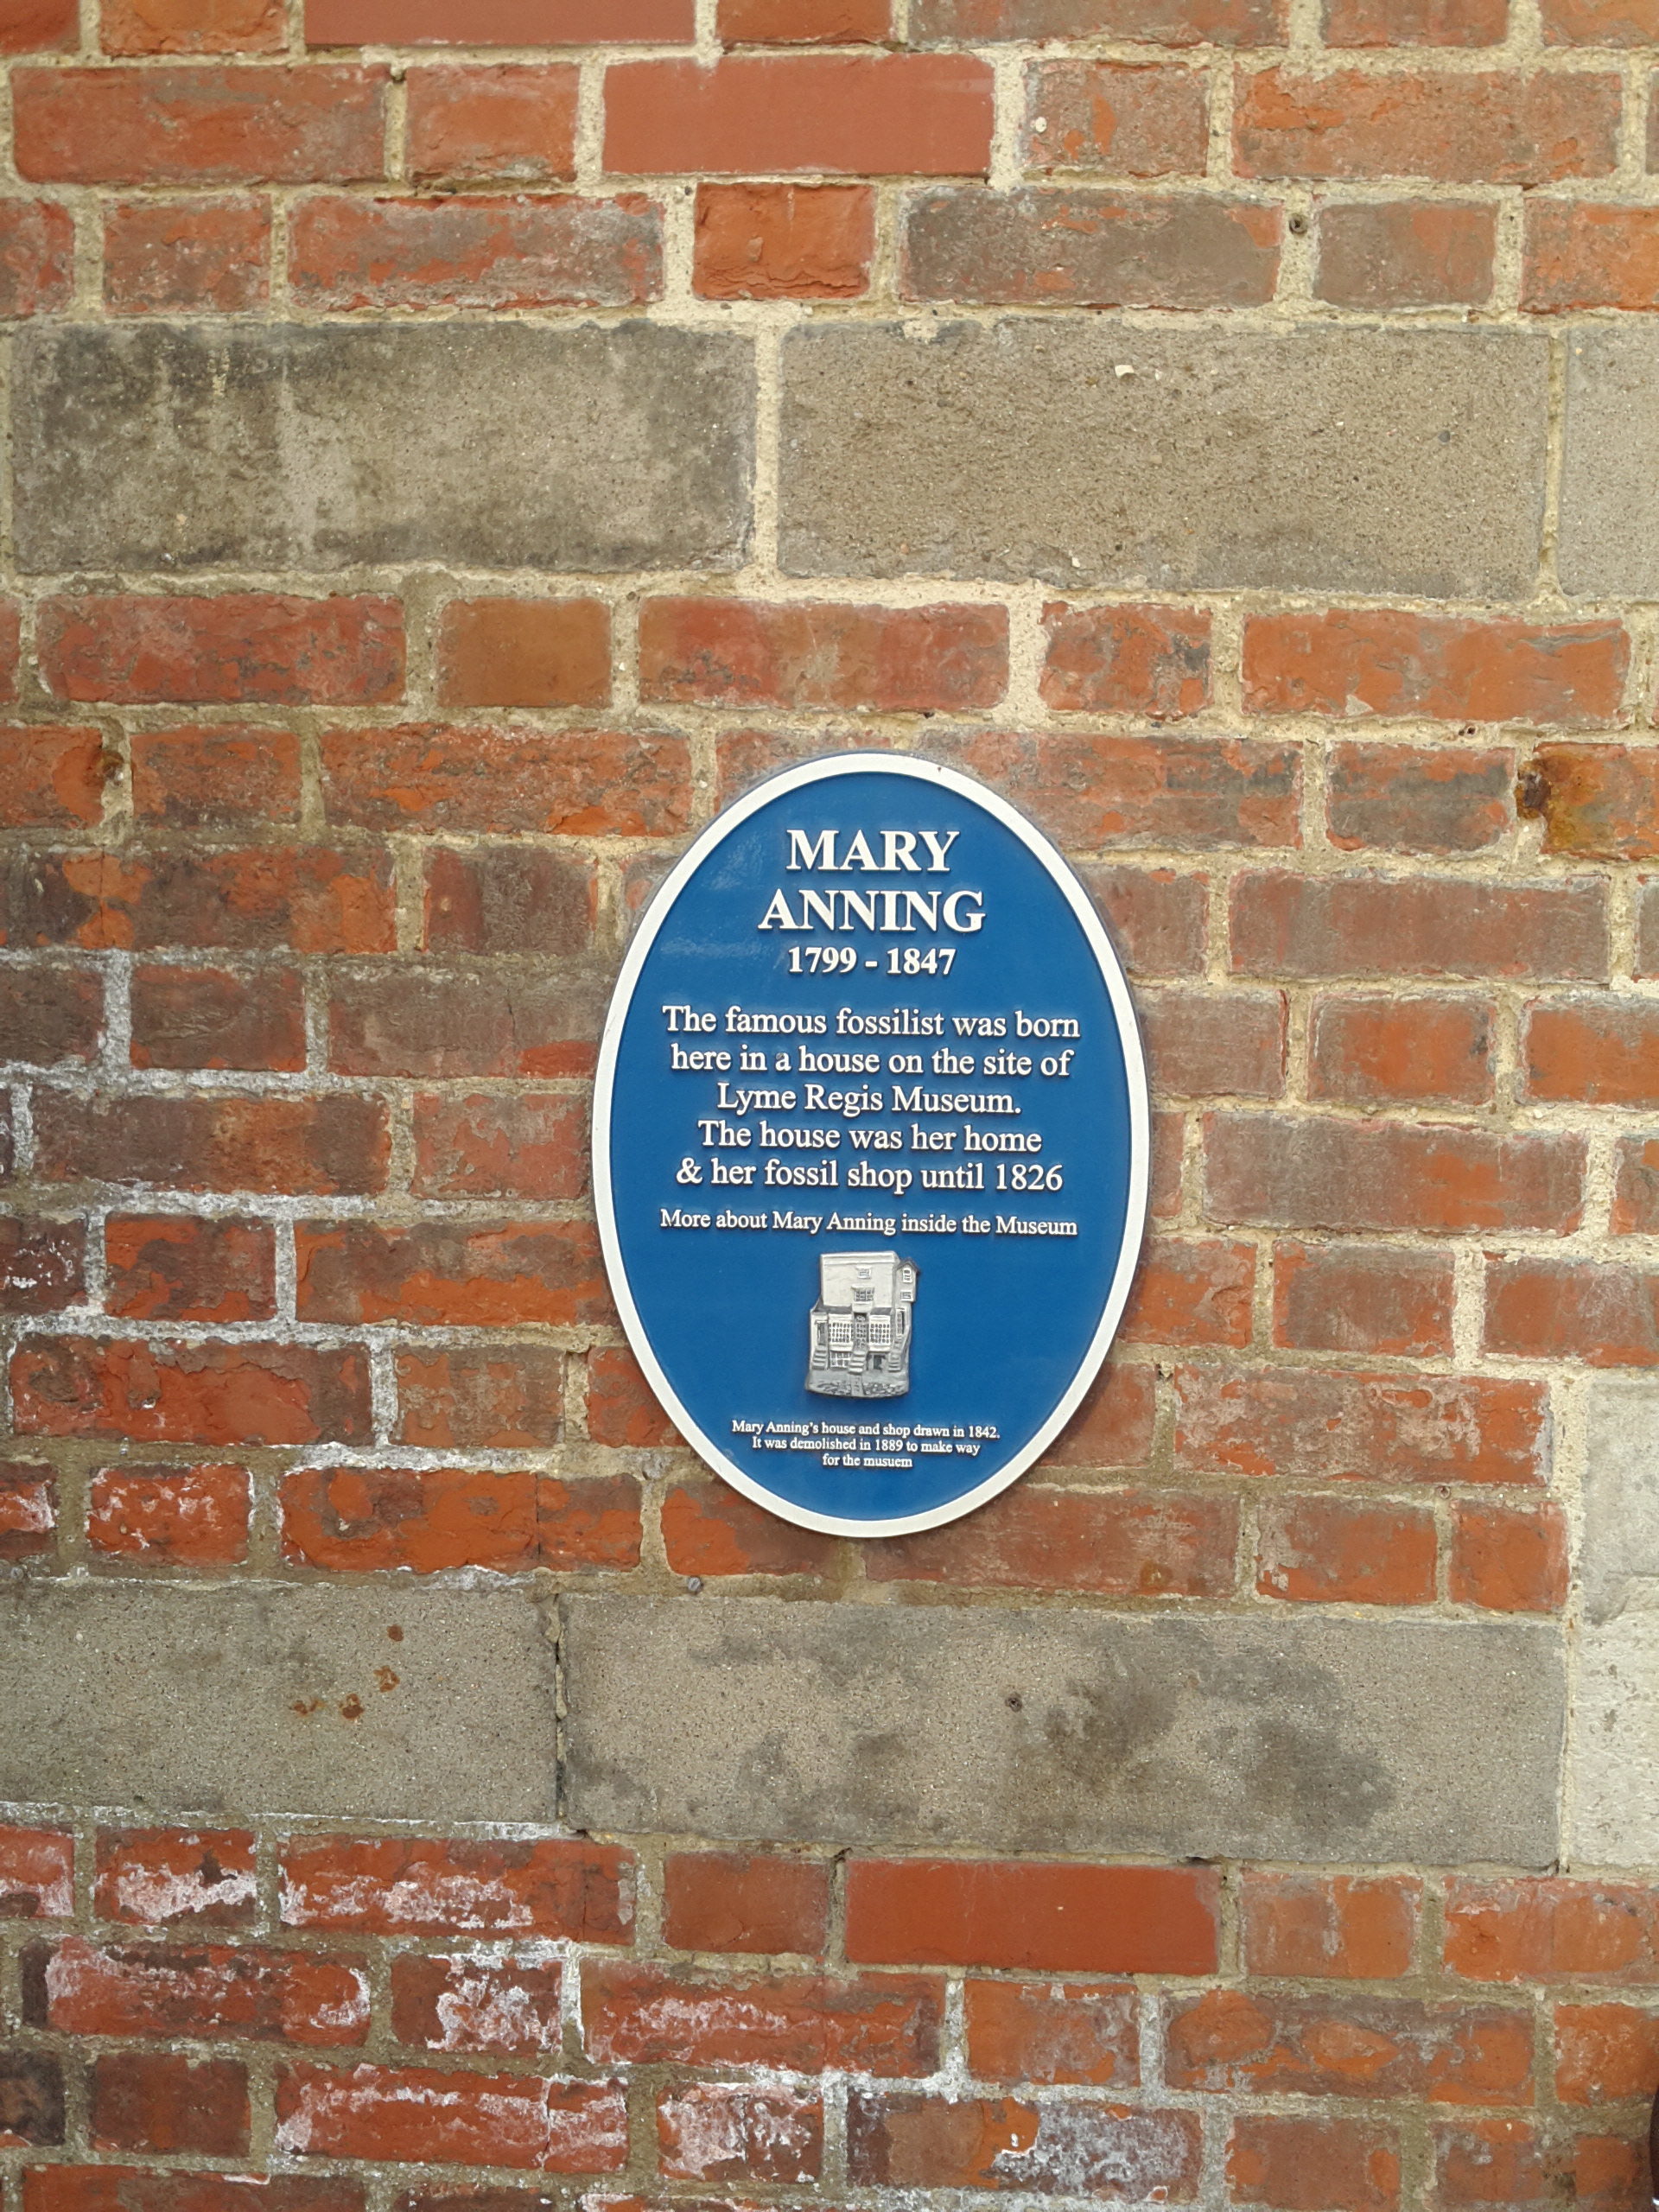 MARY
ANNING
1799 - 1847
The famous fossilist was born
here in a house on the site of
Lyme Regis Museum.
The house was her home
& her fossil shop until 1826
More about Mary Anning inside the Museum
Mary Anning's house and shop drawn in 1842.
It was demolished in 1889 to make way
for the musuem